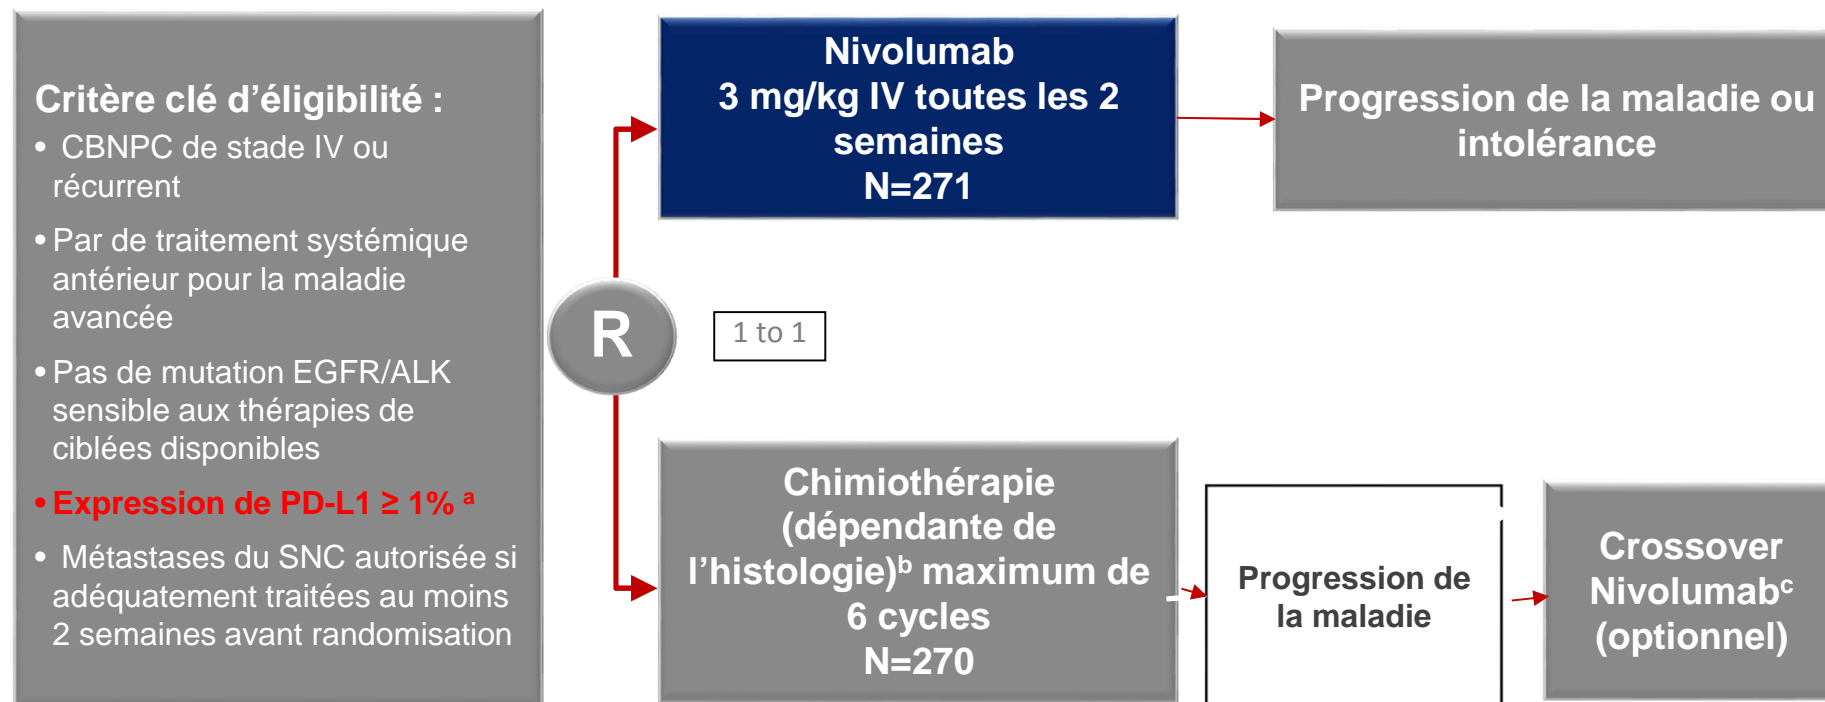 Critère clé d’éligibilité :
• CBNPC de stade IV ou
récurrent
• Par de traitement systémique
antérieur pour la maladie
avancée
• Pas de mutation EGFR/ALK
sensible aux thérapies de
ciblées disponibles
• Expression de PD-L1 ≥ 1% a
• Métastases du SNC autorisée si
adéquatement traitées au moins
2 semaines avant randomisation
R
1 to 1
Nivolumab
3 mg/kg IV toutes les 2
semaines
N=271
Progression de la maladie ou
intolérance
Chimiothérapie
(dépendante de
l’histologie)b maximum de
6 cycles
N=270
Progression de
la maladie
Crossover
Nivolumabc
(optionnel)